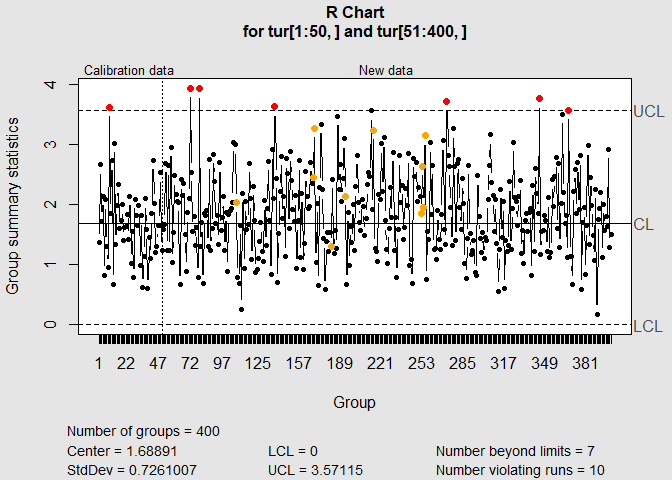 R Chart
for tur[1:50, ] and tur[51:400, ]
Calibration data
New data
4
3
2
1
0
Group summary statistics
UCL
CL
LCL
1 22 47 72 97 125 157 189 221 253 285 317 349 381
Group
Number of groups = 400
Center = 1.68891 LCL = 0 Number beyond limits = 7
StdDev = 0.7261007 UCL = 3.57115 Number violating runs = 10